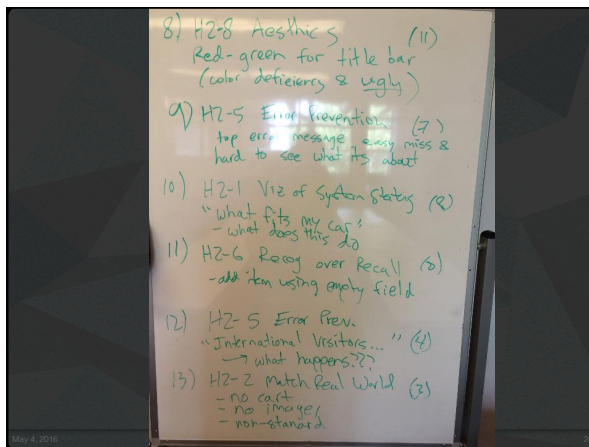 8) H2-8 Aesthics (11)
Red-green for title bar
(color deficiency & ugly)
9) H2-5 Error Prevention (7)
top error message easy miss &
hard to see what its about
10) H2-1 Viz of System Status (8)
"what fits my car"
- what does this do
11) H2-6 Recog over Recall (0)
- add item using empty field
12) H2-5 Error Prev.
"International Visitors..." (4)
→ what happens???
13) H2-2 Match Real World (3)
- no cart
- no images
- non-stanard
May 4, 2016